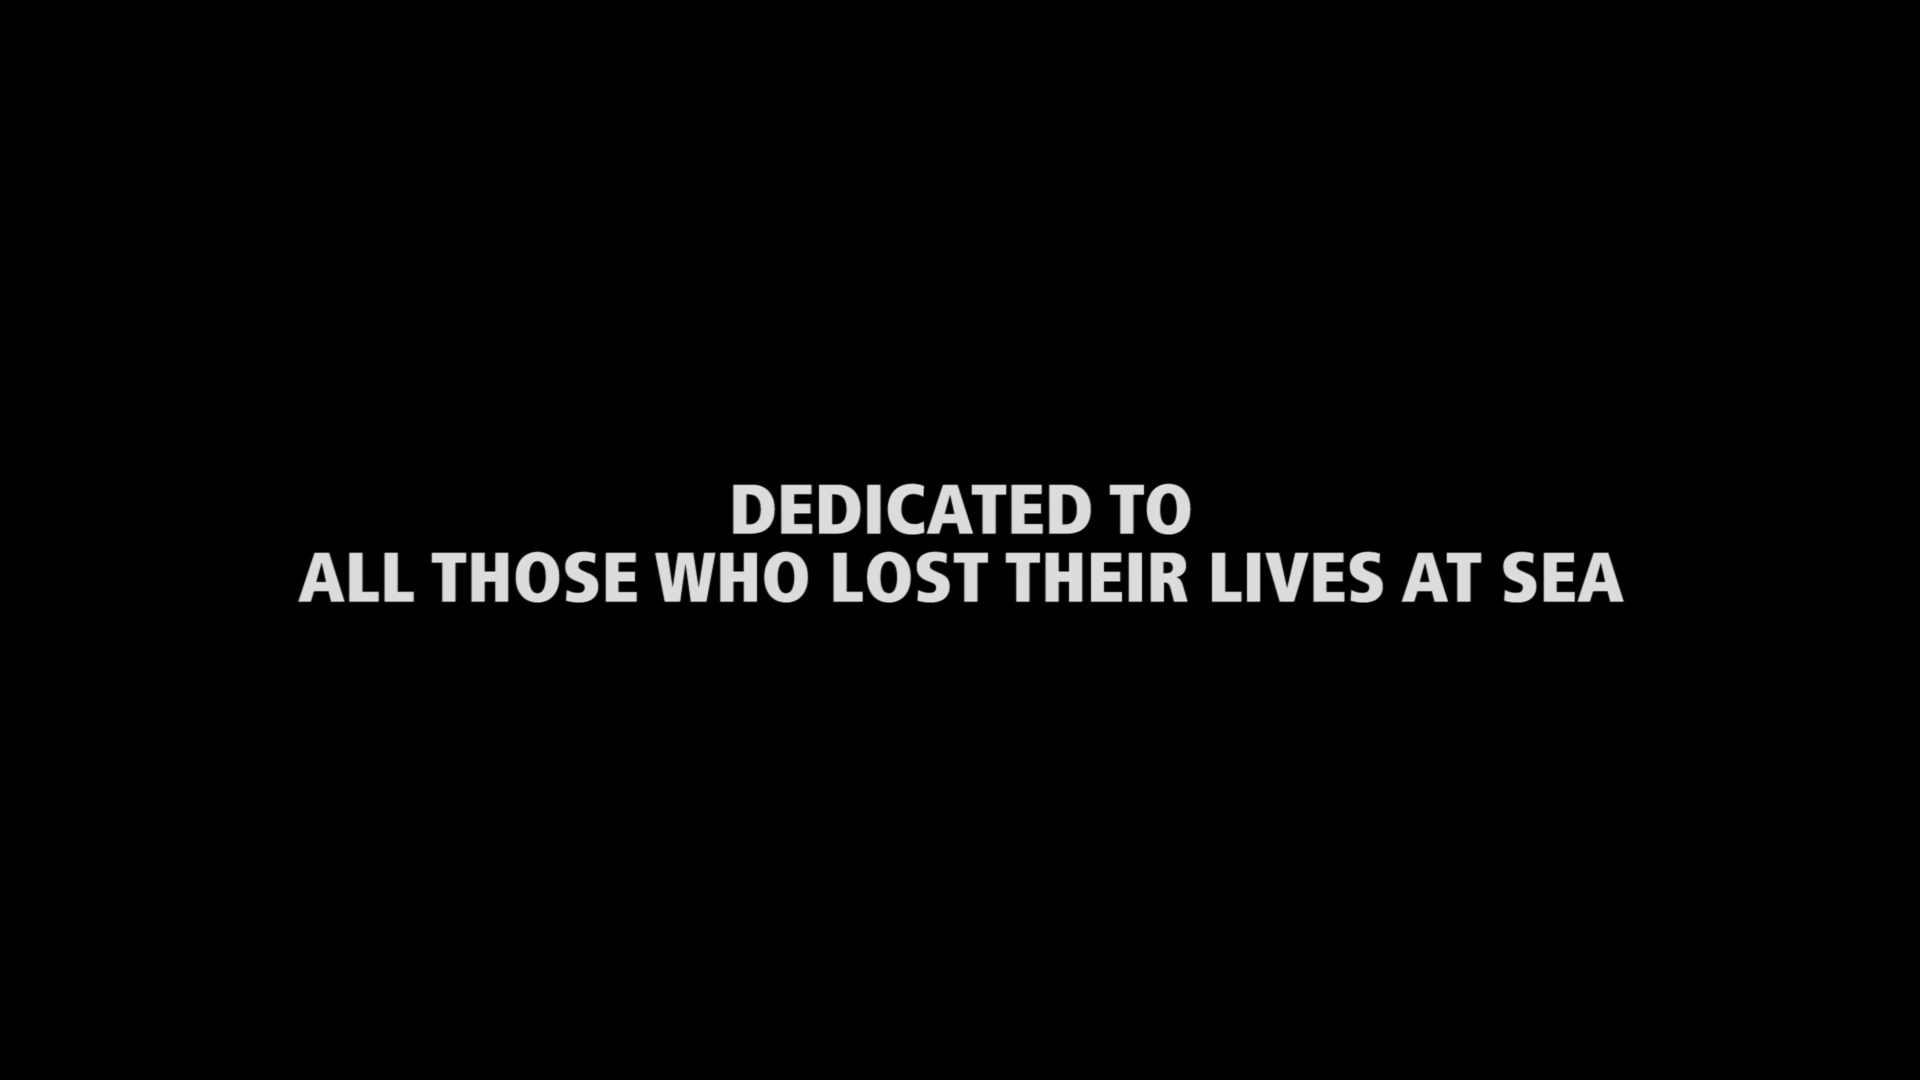 DEDICATED TO
ALL THOSE WHO LOST THEIR LIVES AT SEA